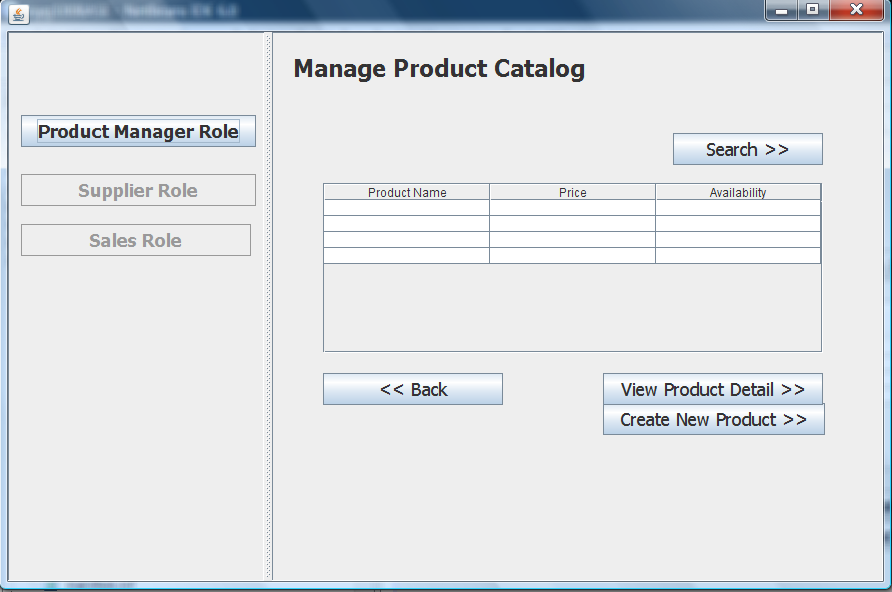 Manage Product Catalog
Product Manager Role
Supplier Role
Sales Role
Search >>
Product Name Price Availability
<< Back
View Product Detail >>
Create New Product >>